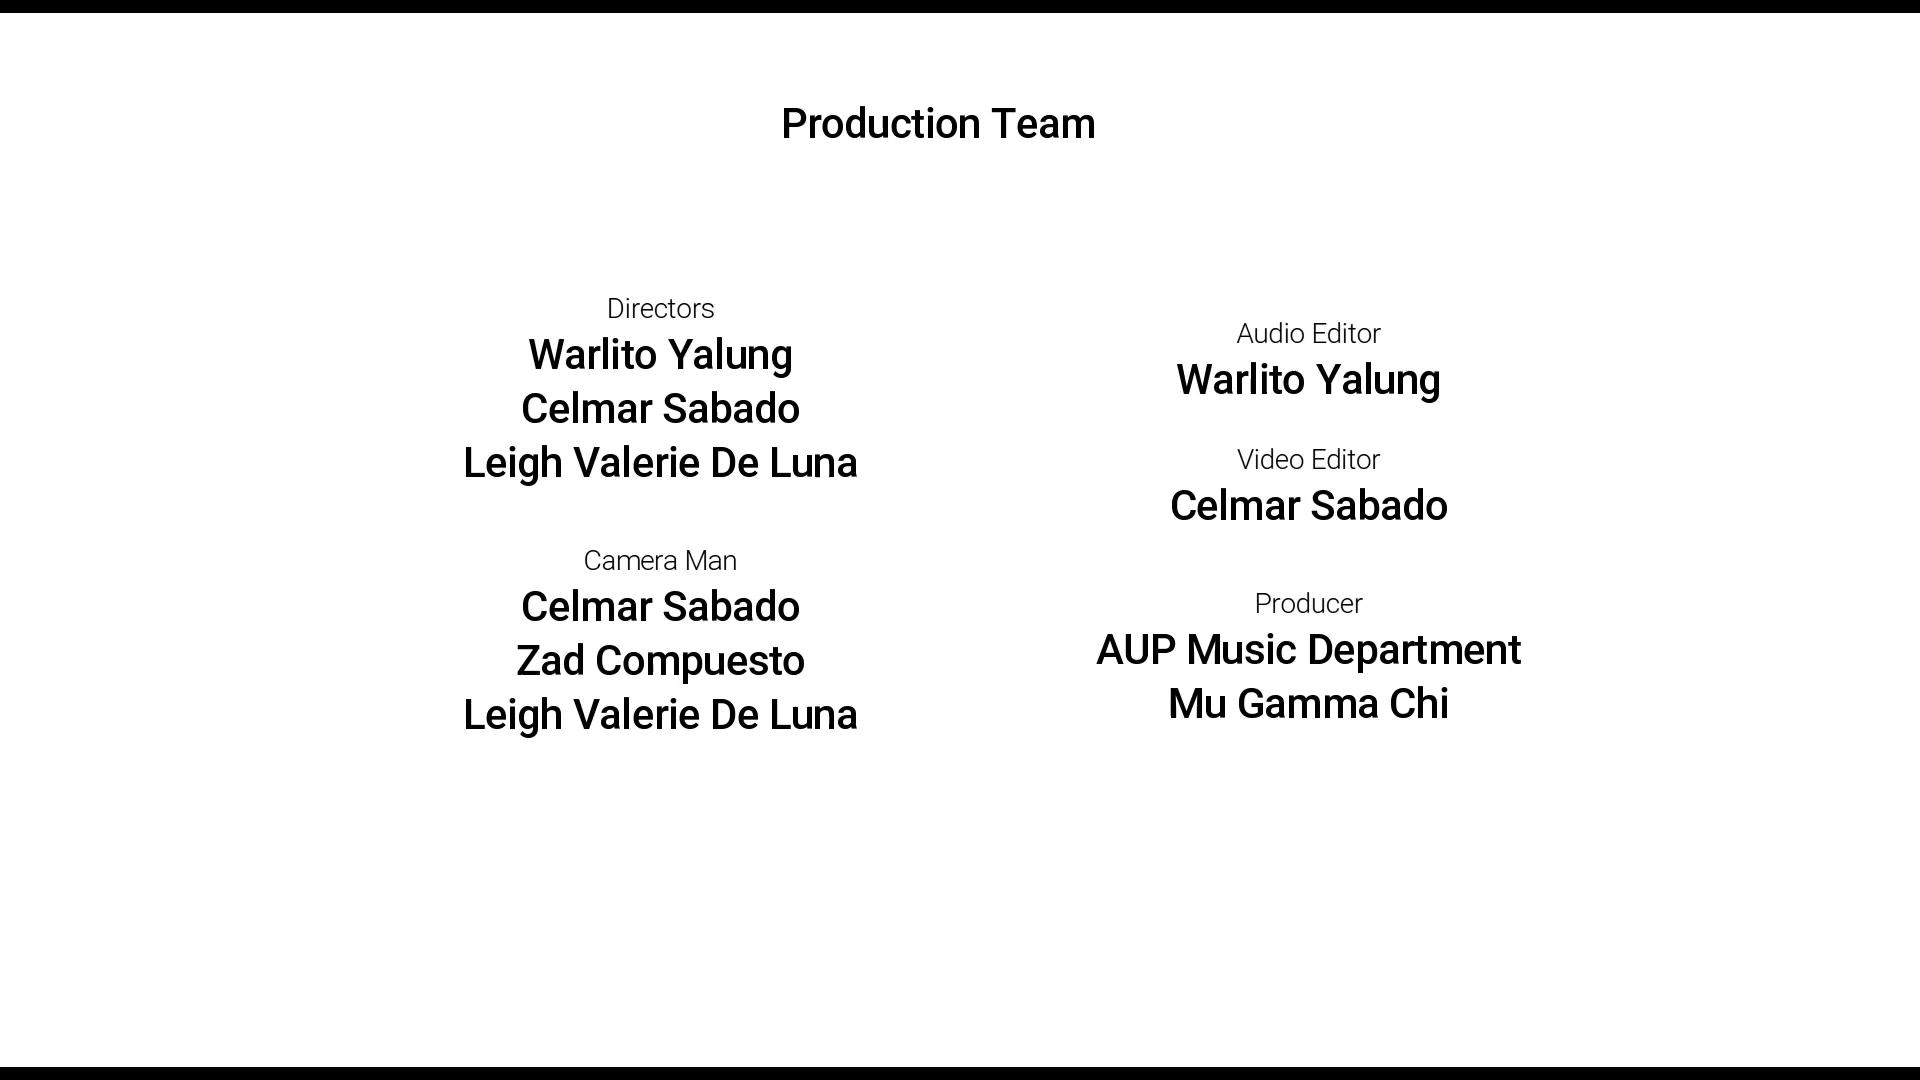 Production Team
Directors
Warlito Yalung
Celmar Sabado
Leigh Valerie De Luna
Camera Man
Celmar Sabado
Zad Compuesto
Leigh Valerie De Luna
Audio Editor
Warlito Yalung
Video Editor
Celmar Sabado
Producer
AUP Music Department
Mu Gamma Chi